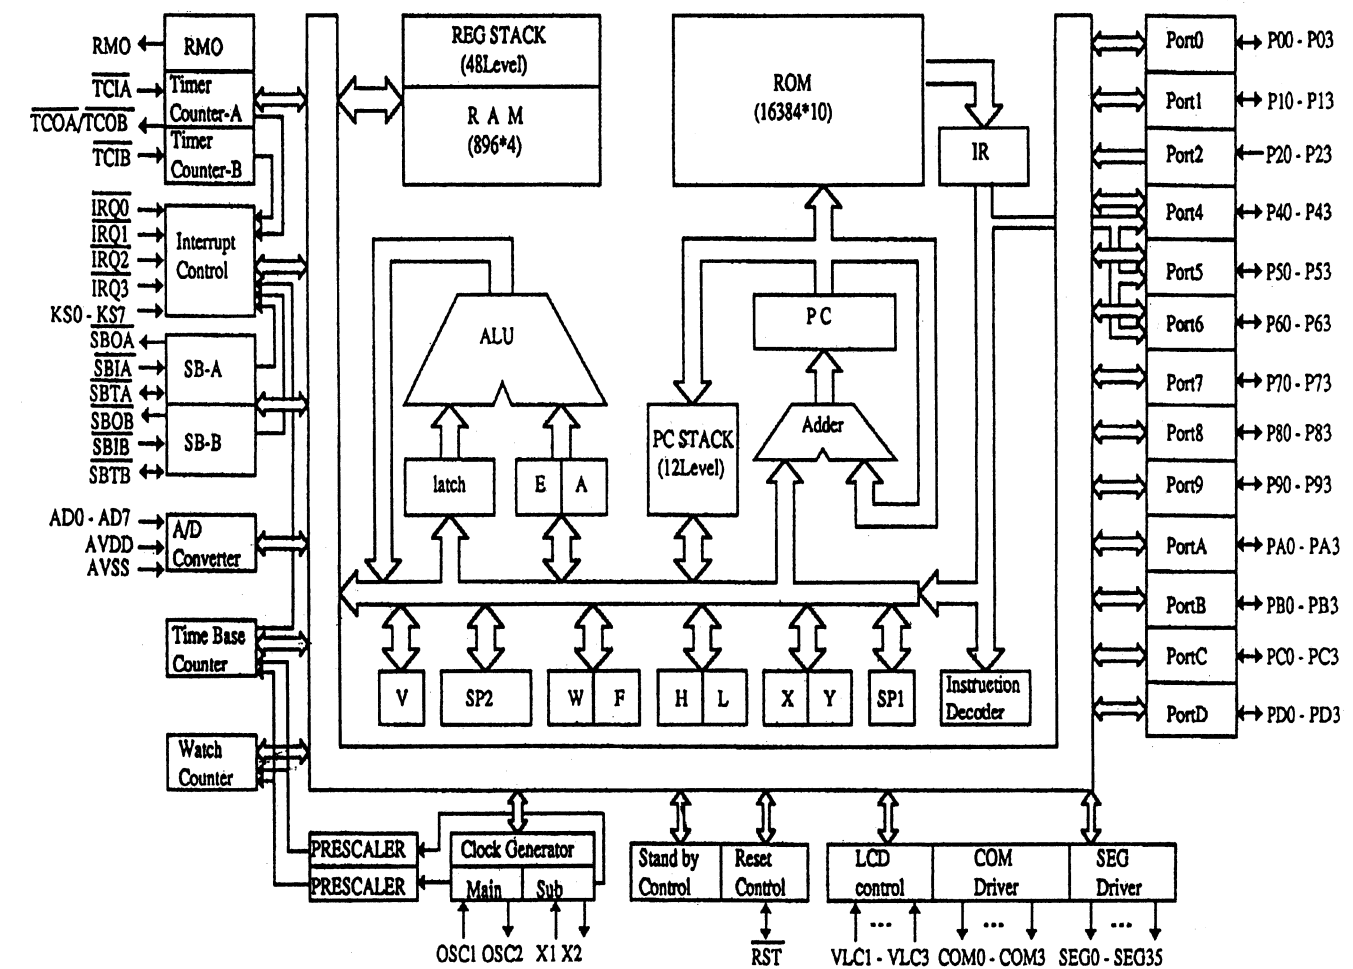 RMO
TCIA
TCOA/TCOB
TCIB
IRQ0
IRQ1
IRQ2
IRQ3
KS0 - KS7
SBOA
SBIA
SBTA
SBOB
SBIB
SBTB
AD0 - AD7
AVDD
AVSS
RMO
Timer
Counter-A
Timer
Counter-B
Interrupt
Control
SB-A
SB-B
A/D
Converter
Time Base
Counter
Watch
Counter
REG STACK
(48Level)
R A M
(896*4)
ROM
(16384*10)
IR
ALU
latch
E
A
PC
Adder
PC STACK
(12Level)
V
SP2
W
F
H
L
X
Y
SP1
Instruction
Decoder
Port0
Port1
Port2
Port4
Port5
Port6
Port7
Port8
Port9
PortA
PortB
PortC
PortD
P00 - P03
P10 - P13
P20 - P23
P40 - P43
P50 - P53
P60 - P63
P70 - P73
P80 - P83
P90 - P93
PA0 - PA3
PB0 - PB3
PC0 - PC3
PD0 - PD3
PRESCALER
PRESCALER
Clock Generator
Main
Sub
OSC1 OSC2
X1 X2
Stand by
Control
Reset
Control
RST
LCD
control
COM
Driver
SEG
Driver
...
...
...
VLC1 - VLC3
COM0 - COM3
SEG0 - SEG35